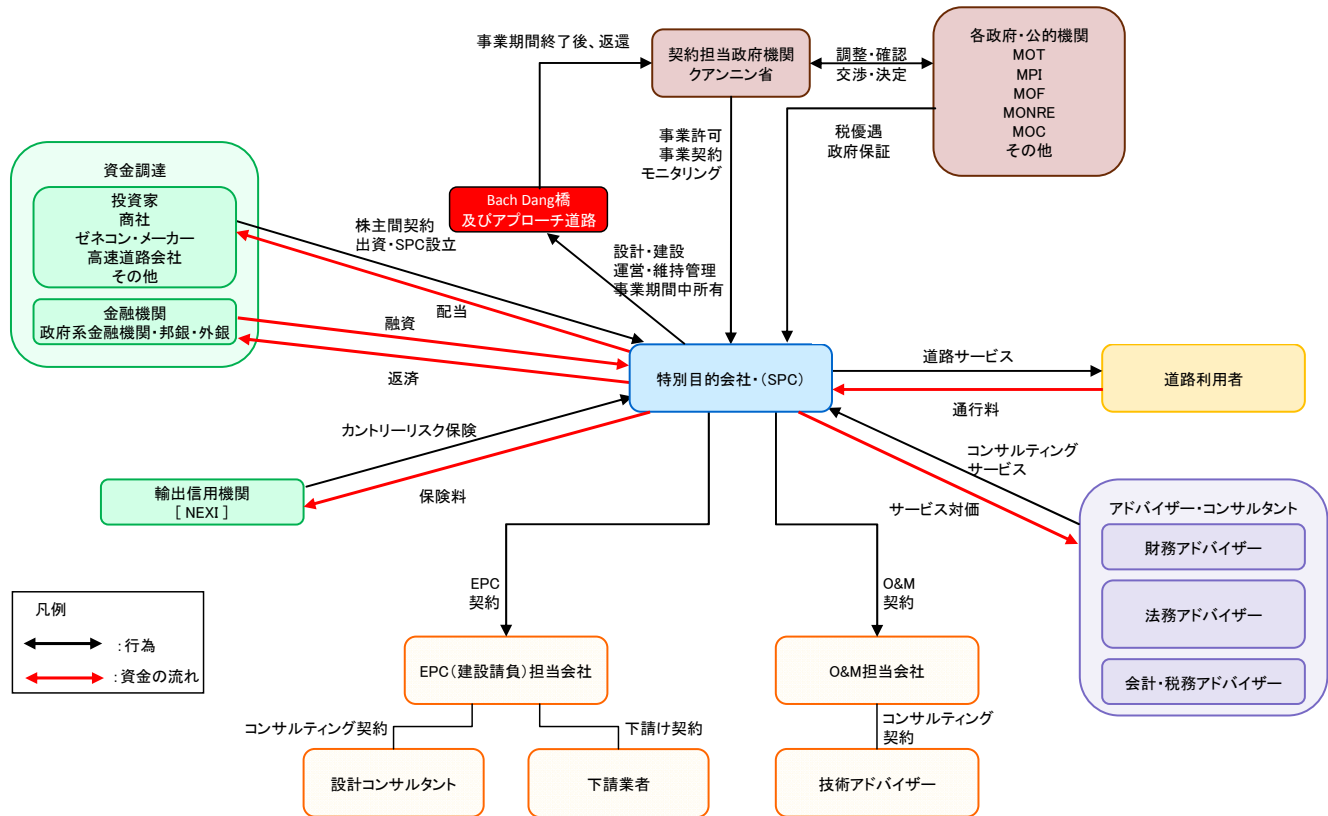 事業期間終了後、返還
契約担当政府機関
クアンニン省
調整・確認
交渉・決定
各政府・公的機関
MOT
MPI
MOF
MONRE
MOC
その他
事業許可
事業契約
モニタリング
税優遇
政府保証
資金調達
投資家
商社
ゼネコン・メーカー
高速道路会社
その他
金融機関
政府系金融機関・邦銀・外銀
Bach Dang橋
及びアプローチ道路
株主間契約
出資・SPC設立
設計・建設
運営・維持管理
事業期間中所有
配当
融資
返済
特別目的会社・(SPC)
道路サービス
通行料
道路利用者
カントリーリスク保険
保険料
輸出信用機関
[ NEXI ]
コンサルティング
サービス
サービス対価
アドバイザー・コンサルタント
財務アドバイザー
法務アドバイザー
会計・税務アドバイザー
EPC
契約
O&M
契約
凡例
:行為
:資金の流れ
EPC(建設請負)担当会社
O&M担当会社
コンサルティング契約
下請け契約
コンサルティング
契約
設計コンサルタント
下請業者
技術アドバイザー